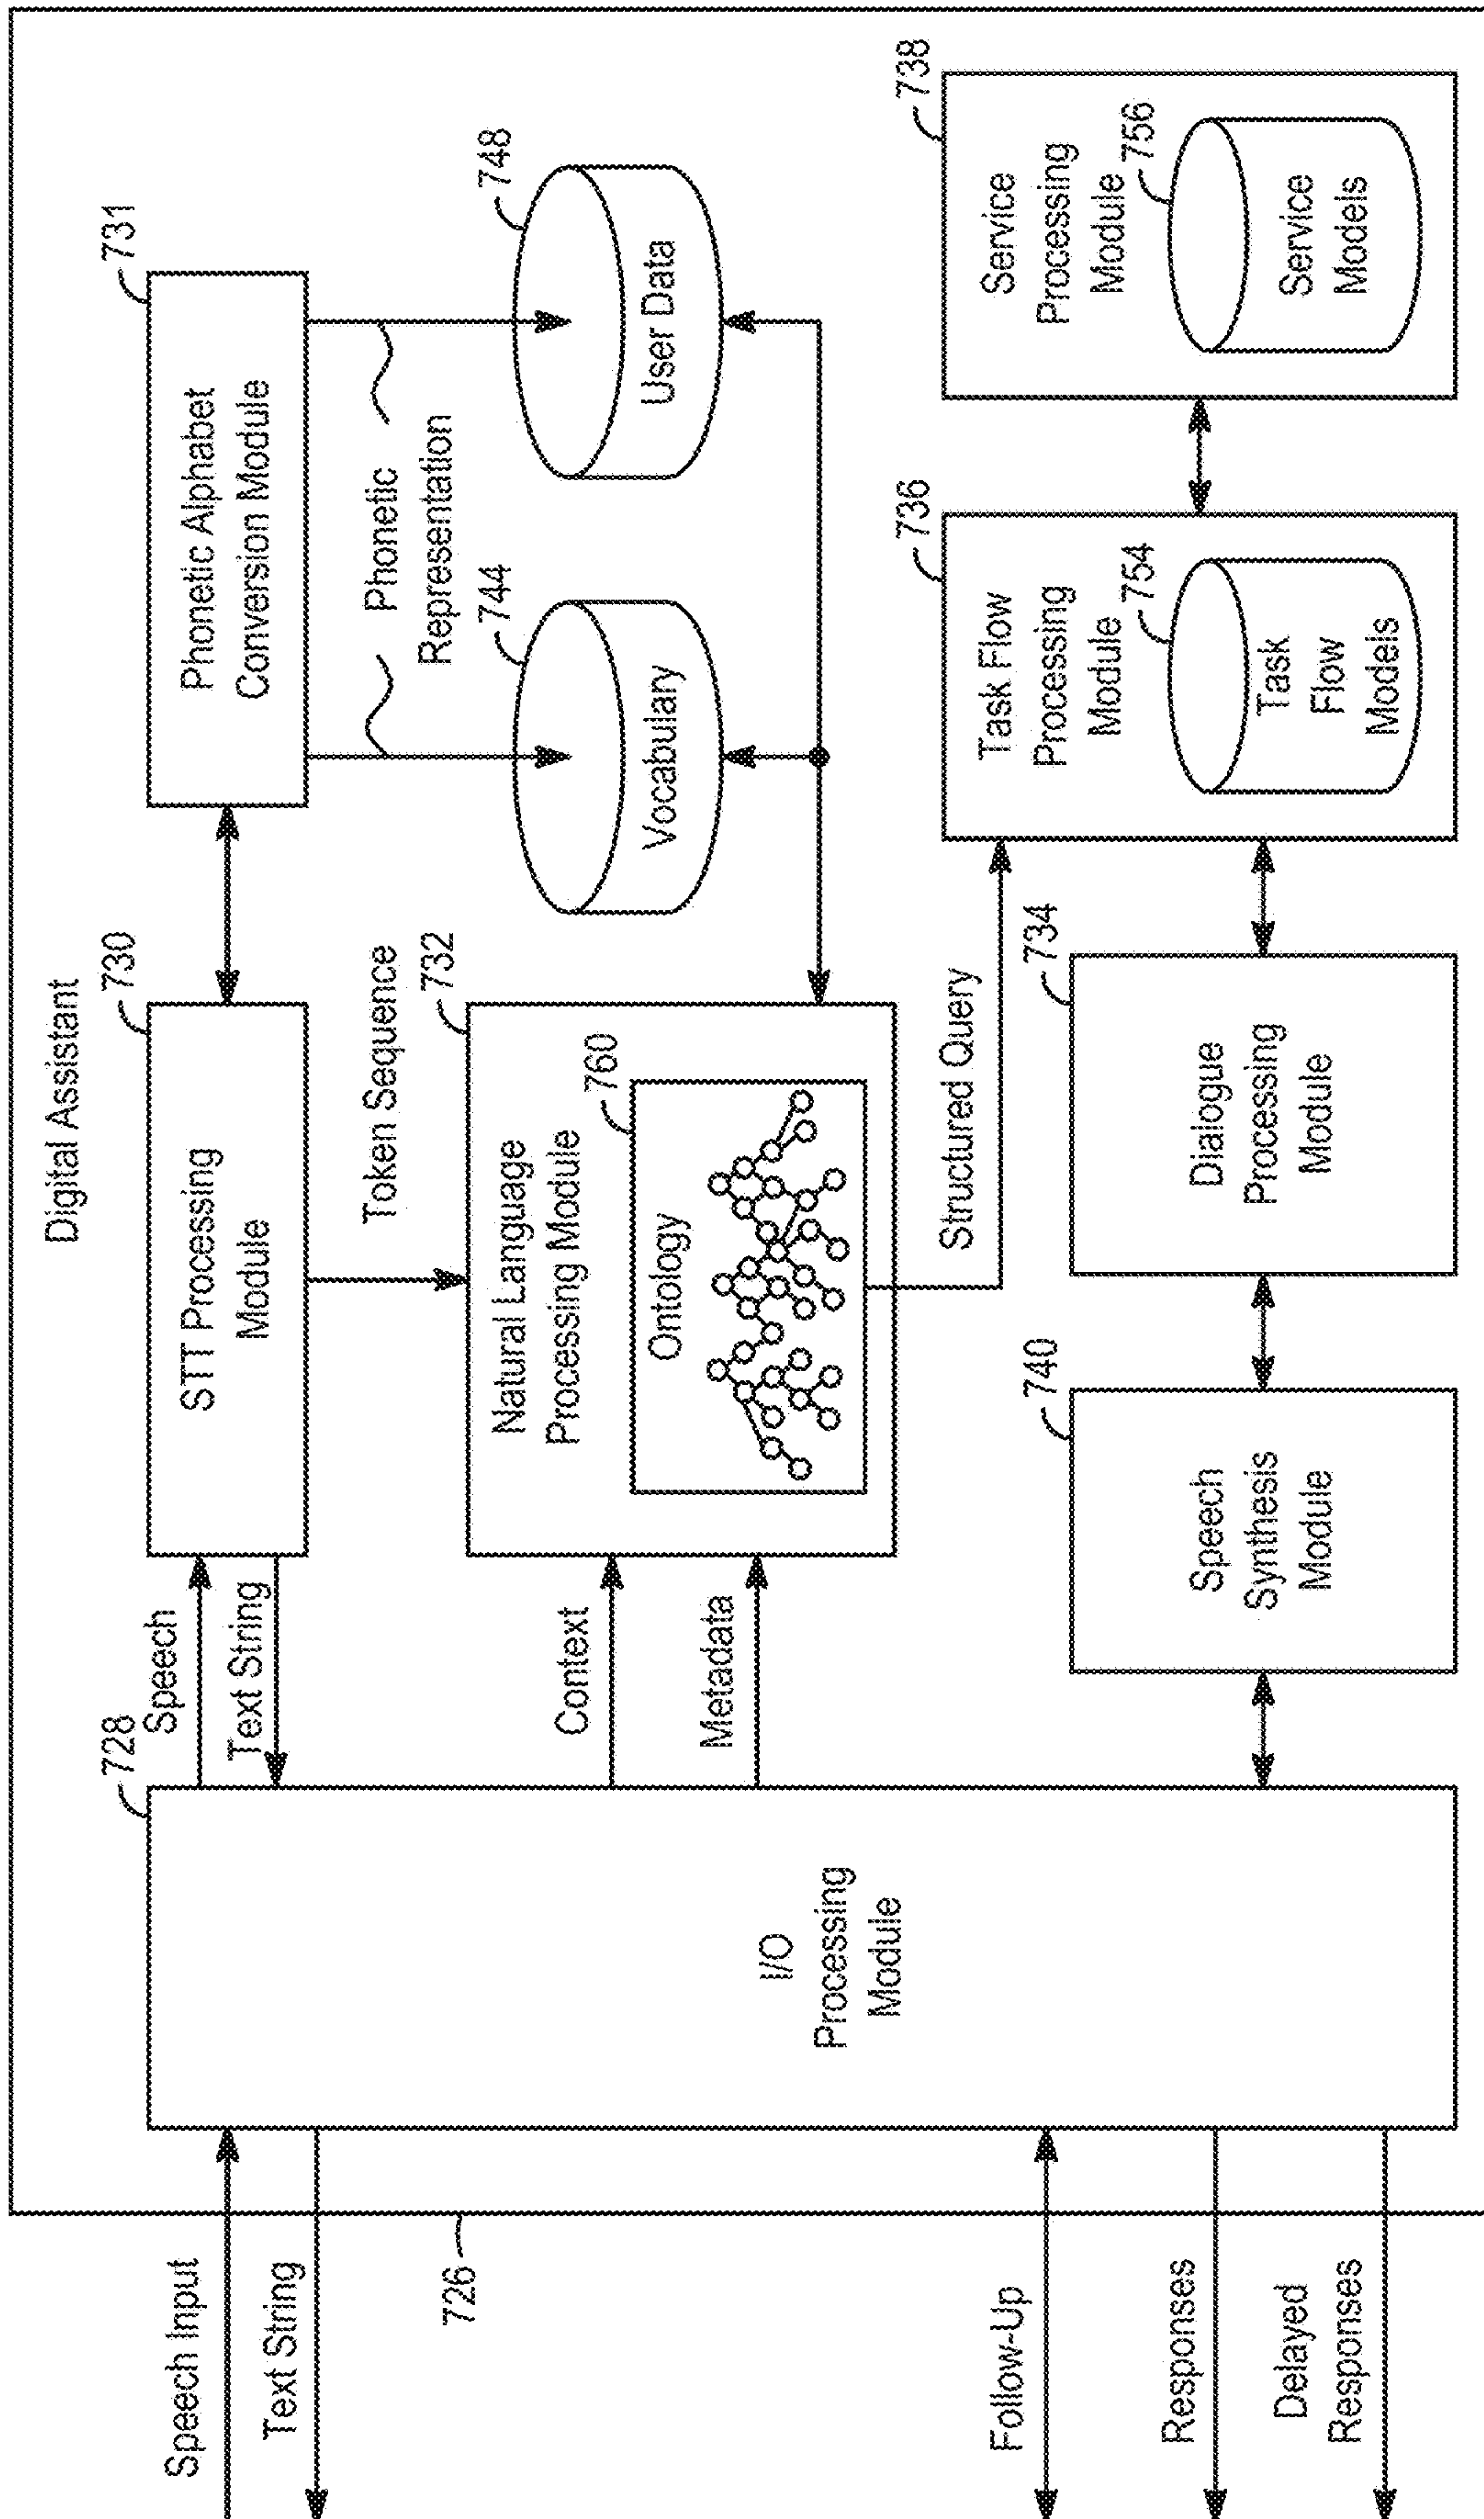 Digital Assistant
726
Speech Input
Text String
Follow-Up
Responses
Delayed
Responses
728
I/O
Processing
Module
Speech
Text String
Context
Metadata
730
STT Processing
Module
Token Sequence
731
Phonetic Alphabet
Conversion Module
Phonetic
Representation
732
Natural Language
Processing Module
760
Ontology
744
Vocabulary
748
User Data
Structured Query
740
Speech
Synthesis
Module
734
Dialogue
Processing
Module
736
Task Flow
Processing
Module
754
Task
Flow
Models
738
Service
Processing
Module
756
Service
Models